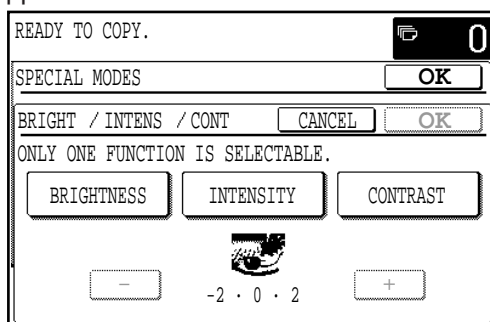 READY TO COPY. 0
SPECIAL MODES OK
BRIGHT / INTENS / CONT CANCEL OK
ONLY ONE FUNCTION IS SELECTABLE.
BRIGHTNESS INTENSITY CONTRAST
- -2 · 0 · 2 +